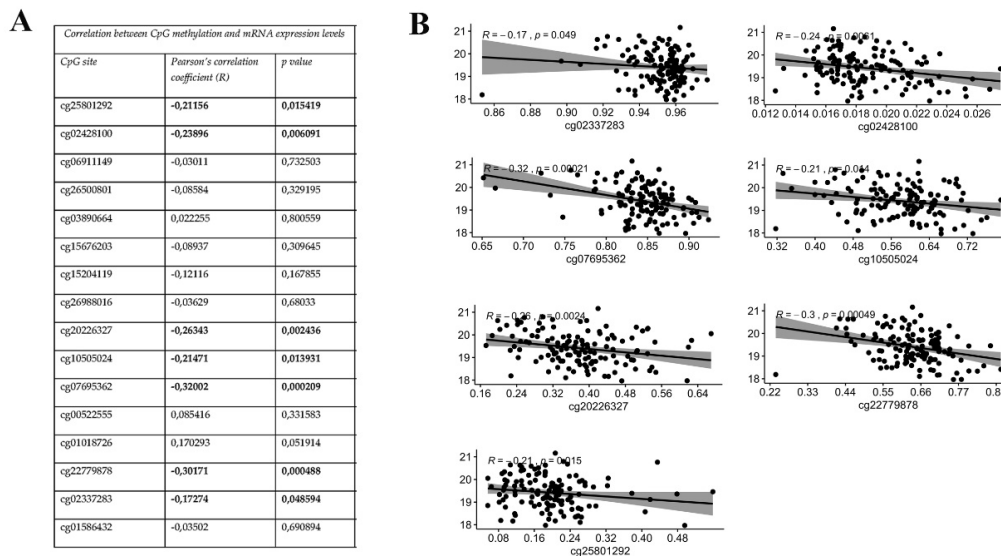 A
Correlation between CpG methylation and mRNA expression levels
CpG site Pearson's correlation coefficient (R) p value
cg25801292 -0,21156 0,015419
cg02428100 -0,23896 0,006091
cg06911149 -0,03011 0,732503
cg26500801 -0,08584 0,329195
cg03890664 0,022255 0,800559
cg15676203 -0,08937 0,309645
cg15204119 -0,12116 0,167855
cg26988016 -0,03629 0,68033
cg20226327 -0,26343 0,002436
cg10505024 -0,21471 0,013931
cg07695362 -0,32002 0,000209
cg00522555 0,085416 0,331583
cg01018726 0,170293 0,051914
cg22779878 -0,30171 0,000488
cg02337283 -0,17274 0,048594
cg01586432 -0,03502 0,690894
B
R = −0.17 , p = 0.049
21
20
19
18
0.86 0.90 0.92 0.94 0.96
cg02337283
R = −0.24 , p = 0.0061
21
20
19
18
0.012 0.014 0.016 0.018 0.020 0.022 0.024 0.026
cg02428100
R = −0.32 , p = 0.00021
21
20
19
18
0.65 0.70 0.75 0.80 0.85 0.90
cg07695362
R = −0.21 , p = 0.014
21
20
19
18
0.32 0.40 0.48 0.56 0.64 0.72
cg10505024
R = −0.26 , p = 0.0024
21
20
19
18
0.16 0.24 0.32 0.40 0.48 0.56 0.64
cg20226327
R = −0.3 , p = 0.00049
21
20
19
18
0.22 0.33 0.44 0.55 0.66 0.77 0.8
cg22779878
R = −0.21 , p = 0.015
21
20
19
18
0.08 0.16 0.24 0.32 0.40 0.48
cg25801292